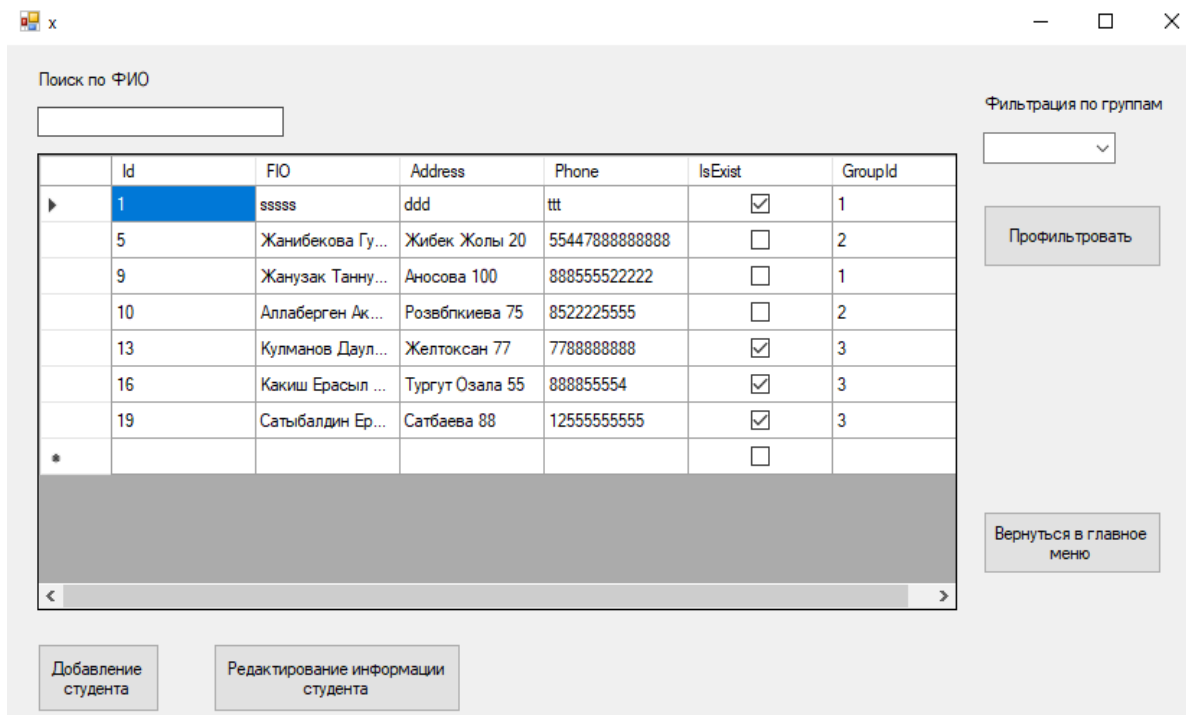 x
Поиск по ФИО
Фильтрация по группам
Id FIO Address Phone IsExist GroupId
1 sssss ddd ttt 1
5 Жанибекова Гу... Жибек Жолы 20 55447888888888 2
9 Жанузак Танну... Аносова 100 888555522222 1
10 Аллаберген Ак... Розвбпкиева 75 8522225555 2
13 Кулманов Даул... Желтоксан 77 7788888888 3
16 Какиш Ерасыл ... Тургут Озала 55 888855554 3
19 Сатыбалдин Ер... Сатбаева 88 12555555555 3
Профильтровать
Вернуться в главное
меню
Добавление
студента
Редактирование информации
студента